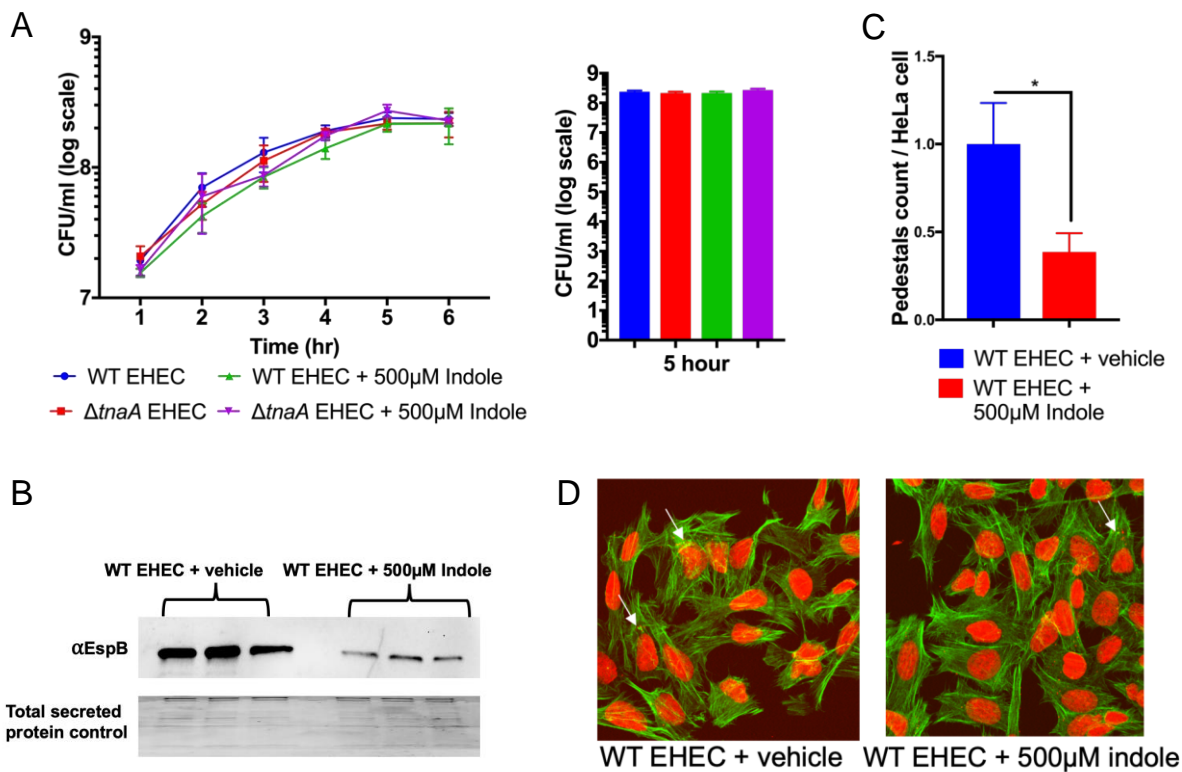 A
9
8
7
CFU/ml (log scale)
1 2 3 4 5 6
Time (hr)
WT EHEC
WT EHEC + 500µM Indole
ΔtnaA EHEC
ΔtnaA EHEC + 500µM Indole
9
8
7
6
5
4
3
2
1
0
CFU/ml (log scale)
5 hour
C
1.5
1.0
0.5
0.0
Pedestals count / HeLa cell
*
WT EHEC + vehicle
WT EHEC +
500µM Indole
B
WT EHEC + vehicle
WT EHEC + 500µM Indole
αEspB
Total secreted
protein control
D
WT EHEC + vehicle
WT EHEC + 500µM indole